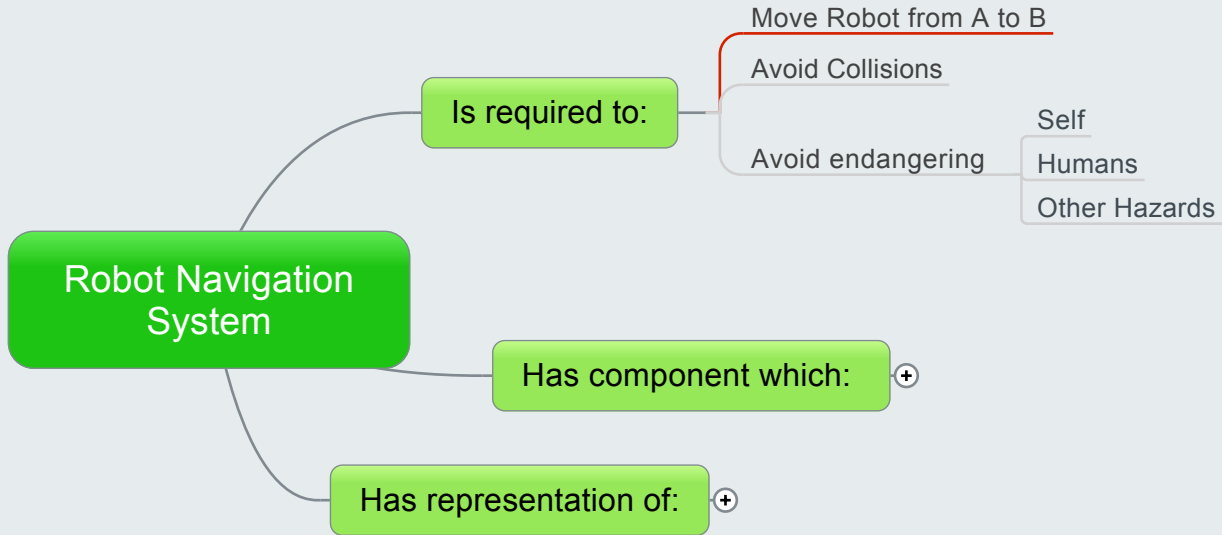 Move Robot from A to B
Avoid Collisions
Is required to:
Avoid endangering
Self
Humans
Other Hazards
Robot Navigation
System
Has component which:
Has representation of: